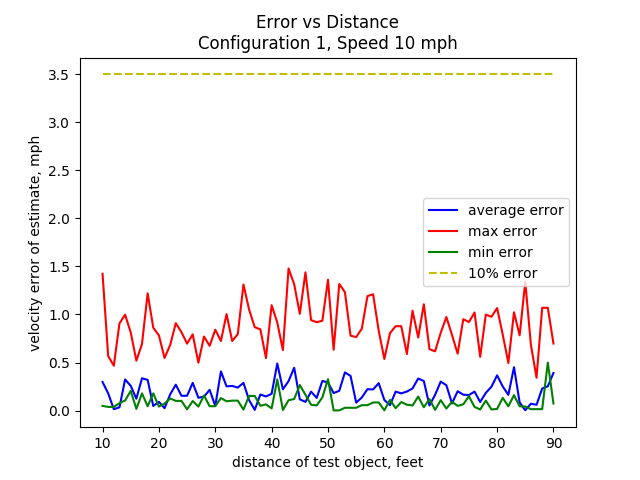 Error vs Distance
Configuration 1, Speed 10 mph
velocity error of estimate, mph
3.5
3.0
2.5
2.0
1.5
1.0
0.5
0.0
average error
max error
min error
10% error
10 20 30 40 50 60 70 80 90
distance of test object, feet